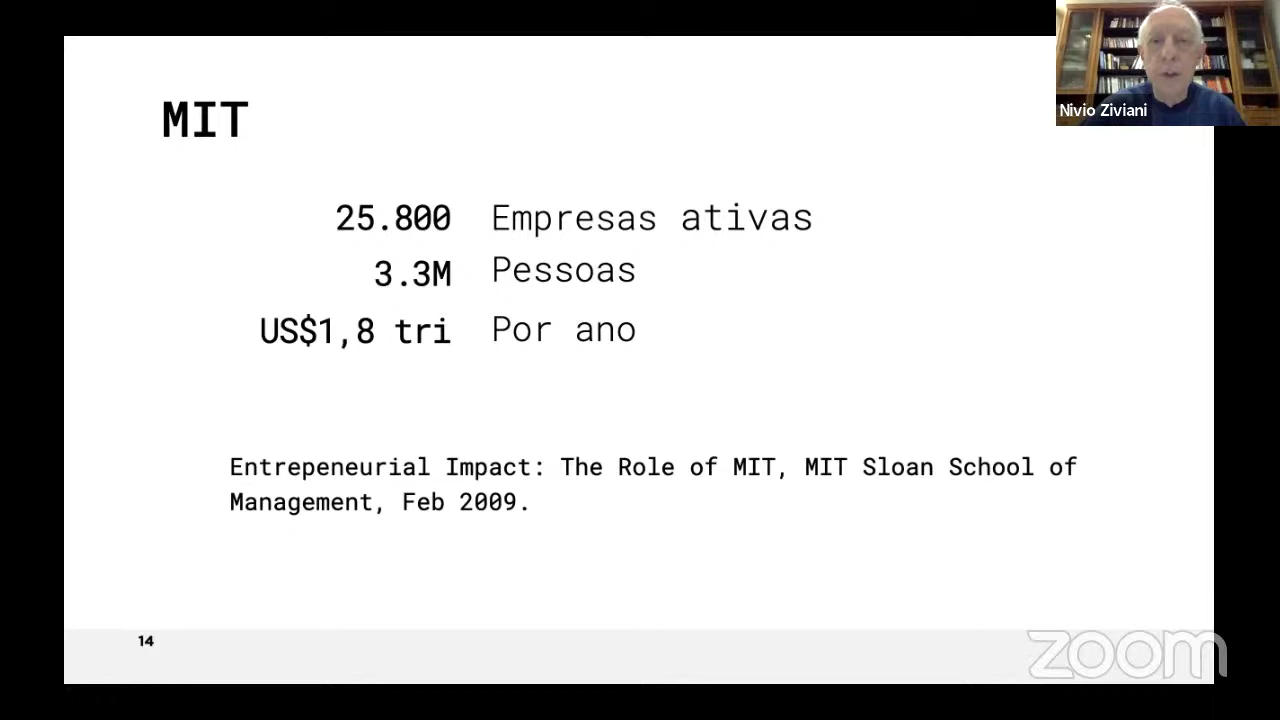 Nivio Ziviani
MIT
25.800 Empresas ativas
3.3M Pessoas
US$1,8 tri Por ano
Entrepeneurial Impact: The Role of MIT, MIT Sloan School of
Management, Feb 2009.
14
zoom